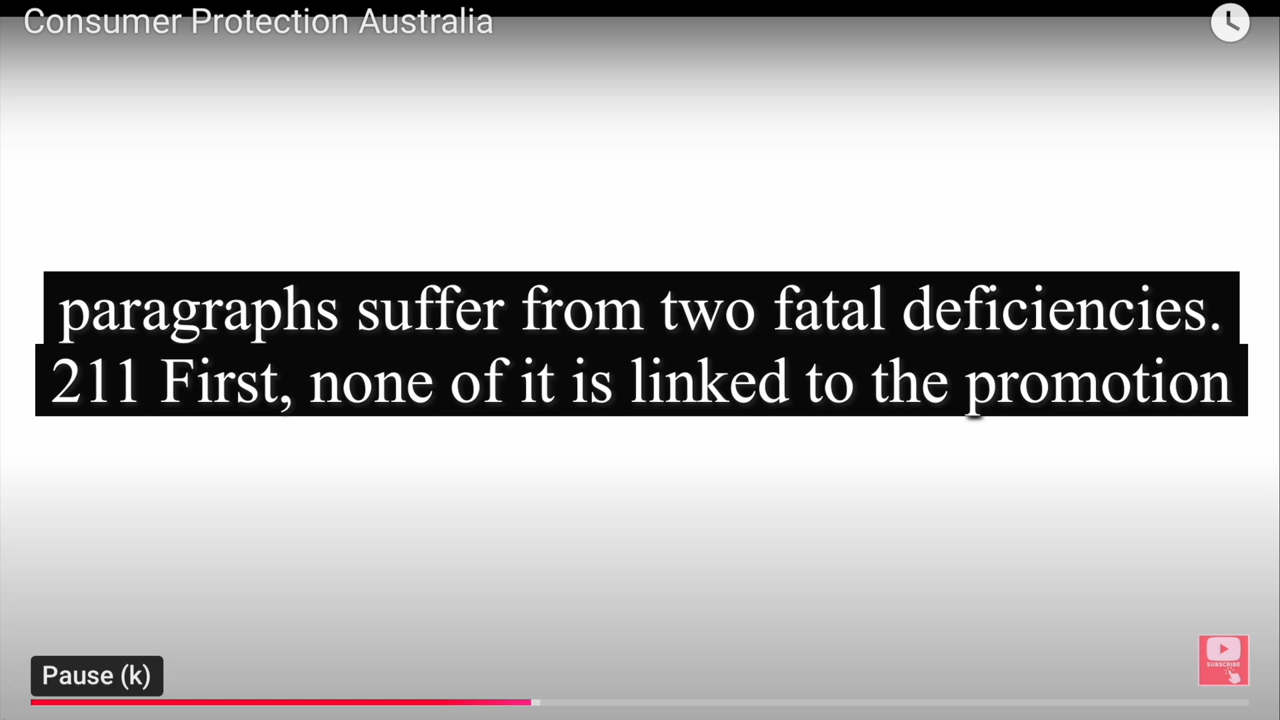 Consumer Protection Australia
paragraphs suffer from two fatal deficiencies.
211 First, none of it is linked to the promotion
SUBSCRIBE
Pause (k)